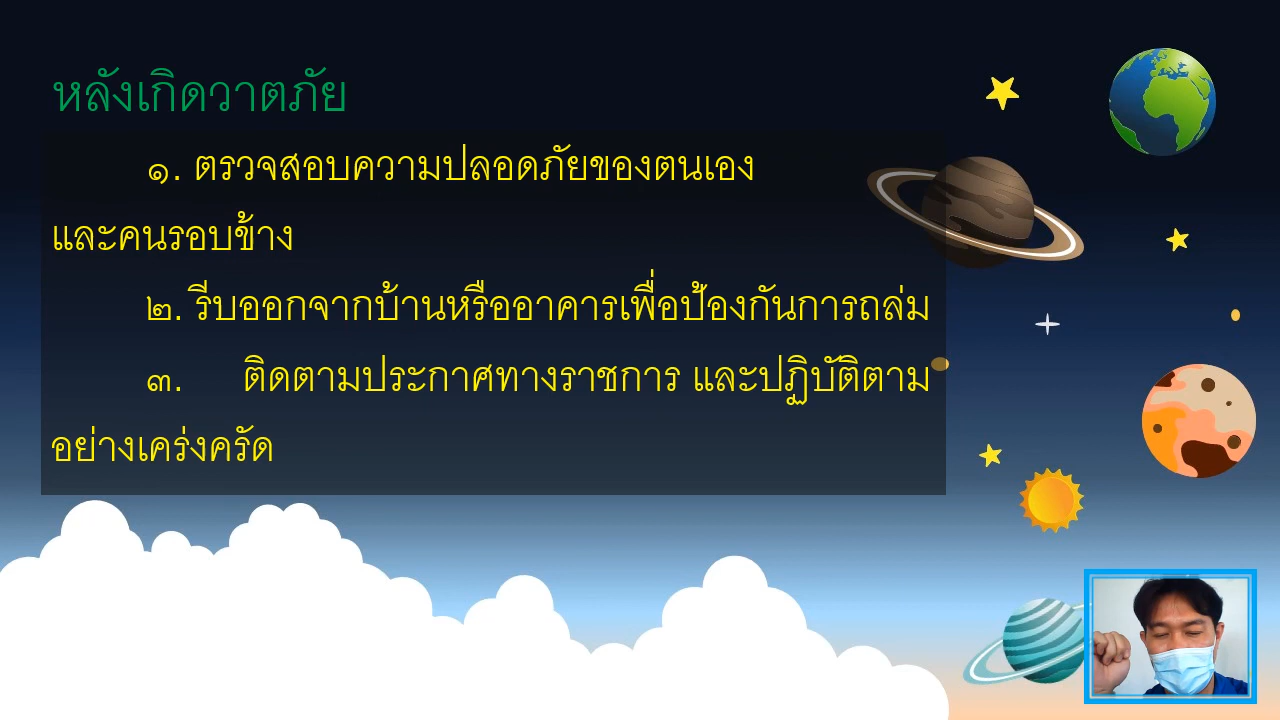 หลังเกิดวาตภัย
๑. ตรวจสอบความปลอดภัยของตนเอง
และคนรอบข้าง
๒. รีบออกจากบ้านหรืออาคารเพื่อป้องกันการถล่ม
๓. ติดตามประกาศทางราชการ และปฏิบัติตาม
อย่างเคร่งครัด